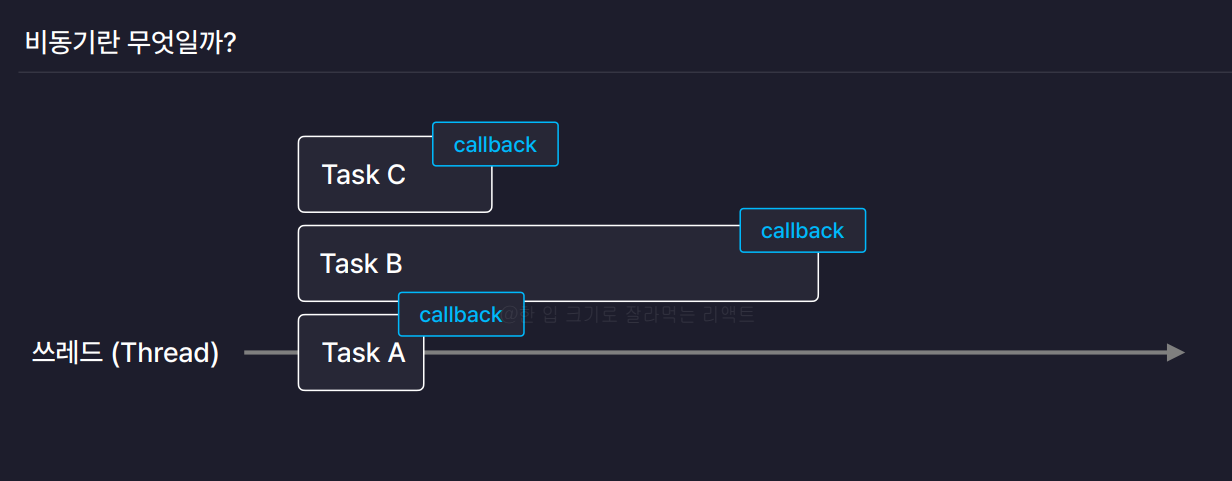 비동기란 무엇일까?
callback
Task C
callback
Task B
callback
@한 입 크기로 잘라먹는 리액트
쓰레드 (Thread)
Task A